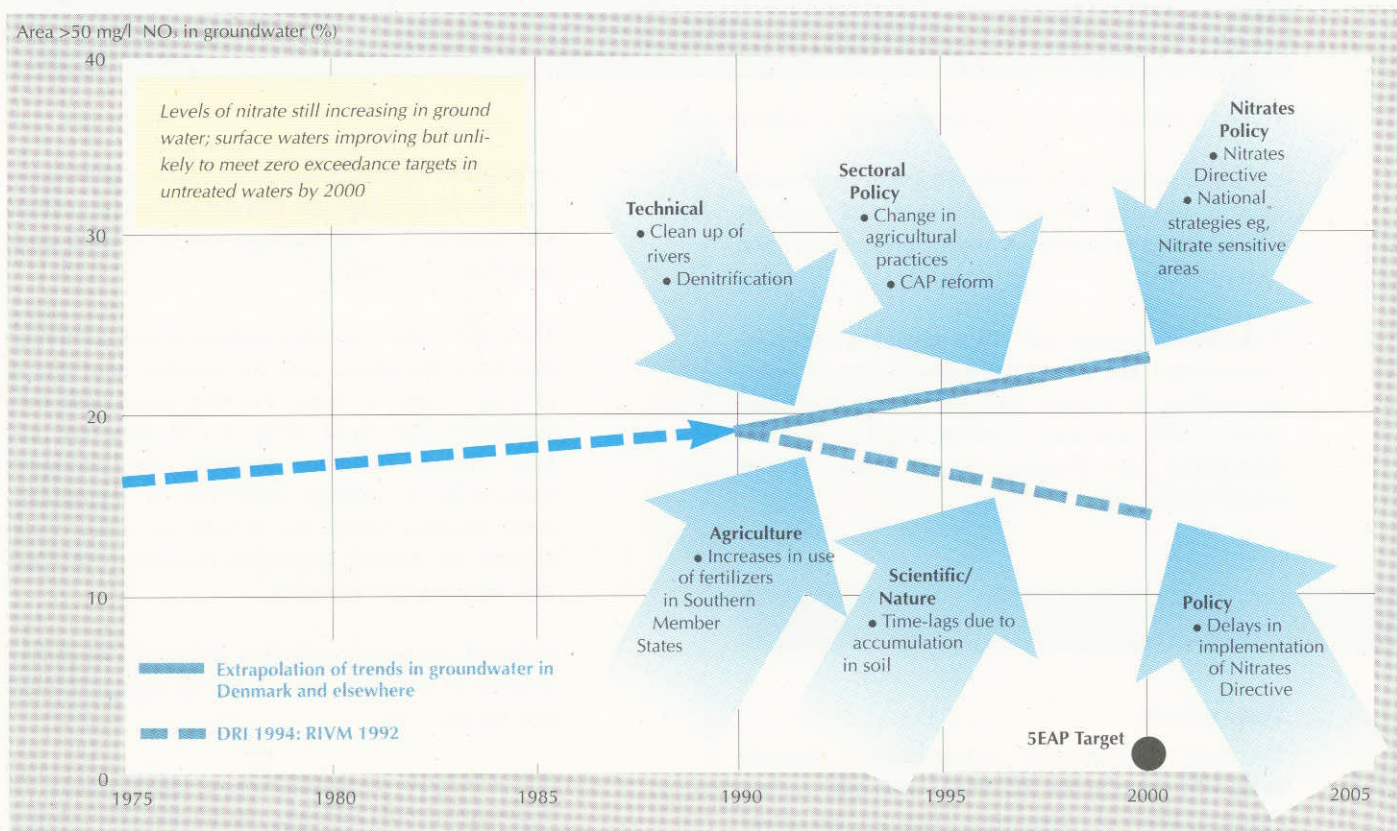 Area >50 mg/l NO₃ in groundwater (%)
40
30
20
10
0
Levels of nitrate still increasing in ground
water; surface waters improving but unli-
kely to meet zero exceedance targets in
untreated waters by 2000
Technical
• Clean up of
rivers
• Denitrification
Sectoral
Policy
• Change in
agricultural
practices
• CAP reform
Nitrates
Policy
• Nitrates
Directive
• National
strategies eg,
Nitrate sensitive
areas
Agriculture
• Increases in use
of fertilizers
in Southern
Member
States
Scientific/
Nature
• Time-lags due to
accumulation
in soil
Policy
• Delays in
implementation
of Nitrates
Directive
Extrapolation of trends in groundwater in
Denmark and elsewhere
DRI 1994: RIVM 1992
5EAP Target
1975 1980 1985 1990 1995 2000 2005